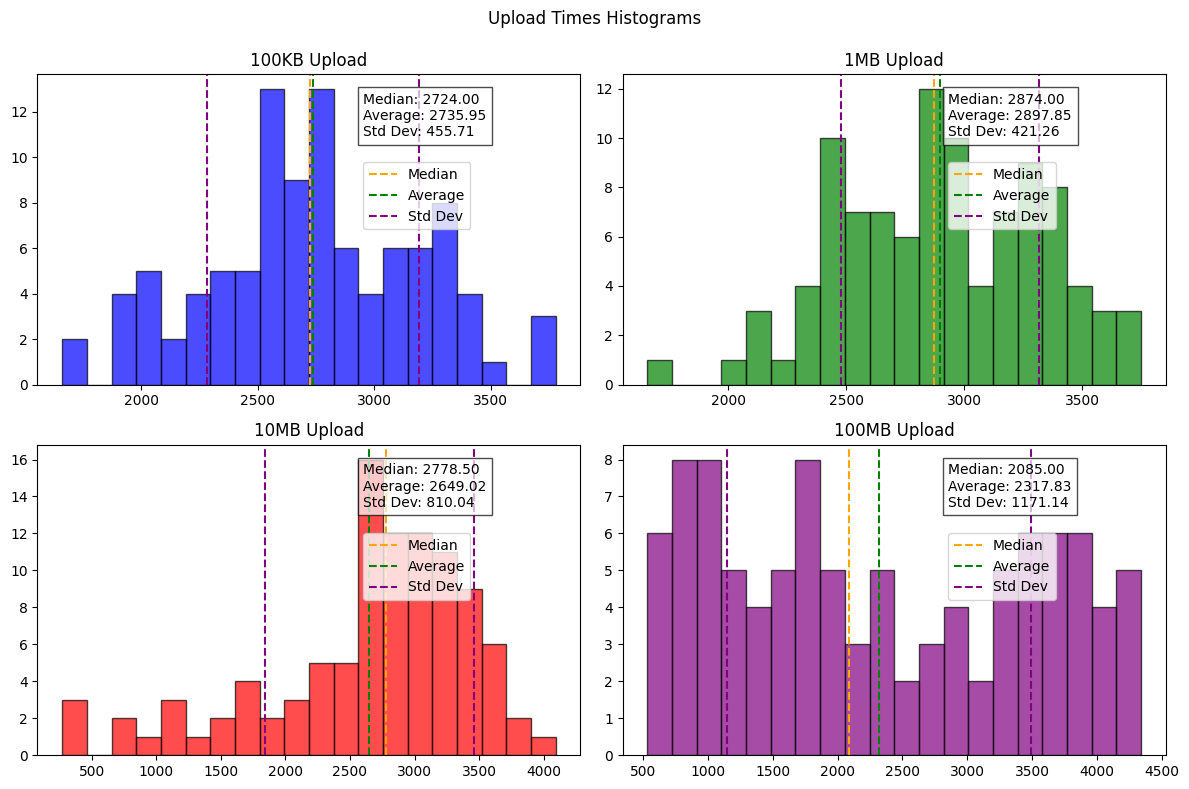 Upload Times Histograms
100KB Upload
Median: 2724.00
Average: 2735.95
Std Dev: 455.71
Median
Average
Std Dev
12
10
8
6
4
2
0
2000 2500 3000 3500
1MB Upload
Median: 2874.00
Average: 2897.85
Std Dev: 421.26
Median
Average
Std Dev
12
10
8
6
4
2
0
2000 2500 3000 3500
10MB Upload
Median: 2778.50
Average: 2649.02
Std Dev: 810.04
Median
Average
Std Dev
16
14
12
10
8
6
4
2
0
500 1000 1500 2000 2500 3000 3500 4000
100MB Upload
Median: 2085.00
Average: 2317.83
Std Dev: 1171.14
Median
Average
Std Dev
8
7
6
5
4
3
2
1
0
500 1000 1500 2000 2500 3000 3500 4000 4500